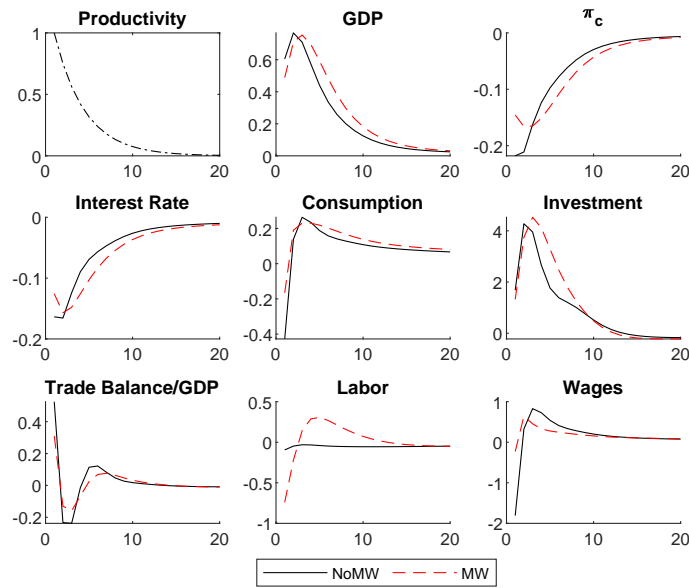 Productivity
GDP
π_c
1
0.5
0
0 10 20
0.6
0.4
0.2
0
0 10 20
0
-0.1
-0.2
0 10 20
Interest Rate
Consumption
Investment
0
-0.1
-0.2
0 10 20
0.2
0
-0.2
-0.4
0 10 20
4
2
0
0 10 20
Trade Balance/GDP
Labor
Wages
0.4
0.2
0
-0.2
0 10 20
0.5
0
-0.5
-1
0 10 20
1
0
-1
-2
0 10 20
NoMW MW